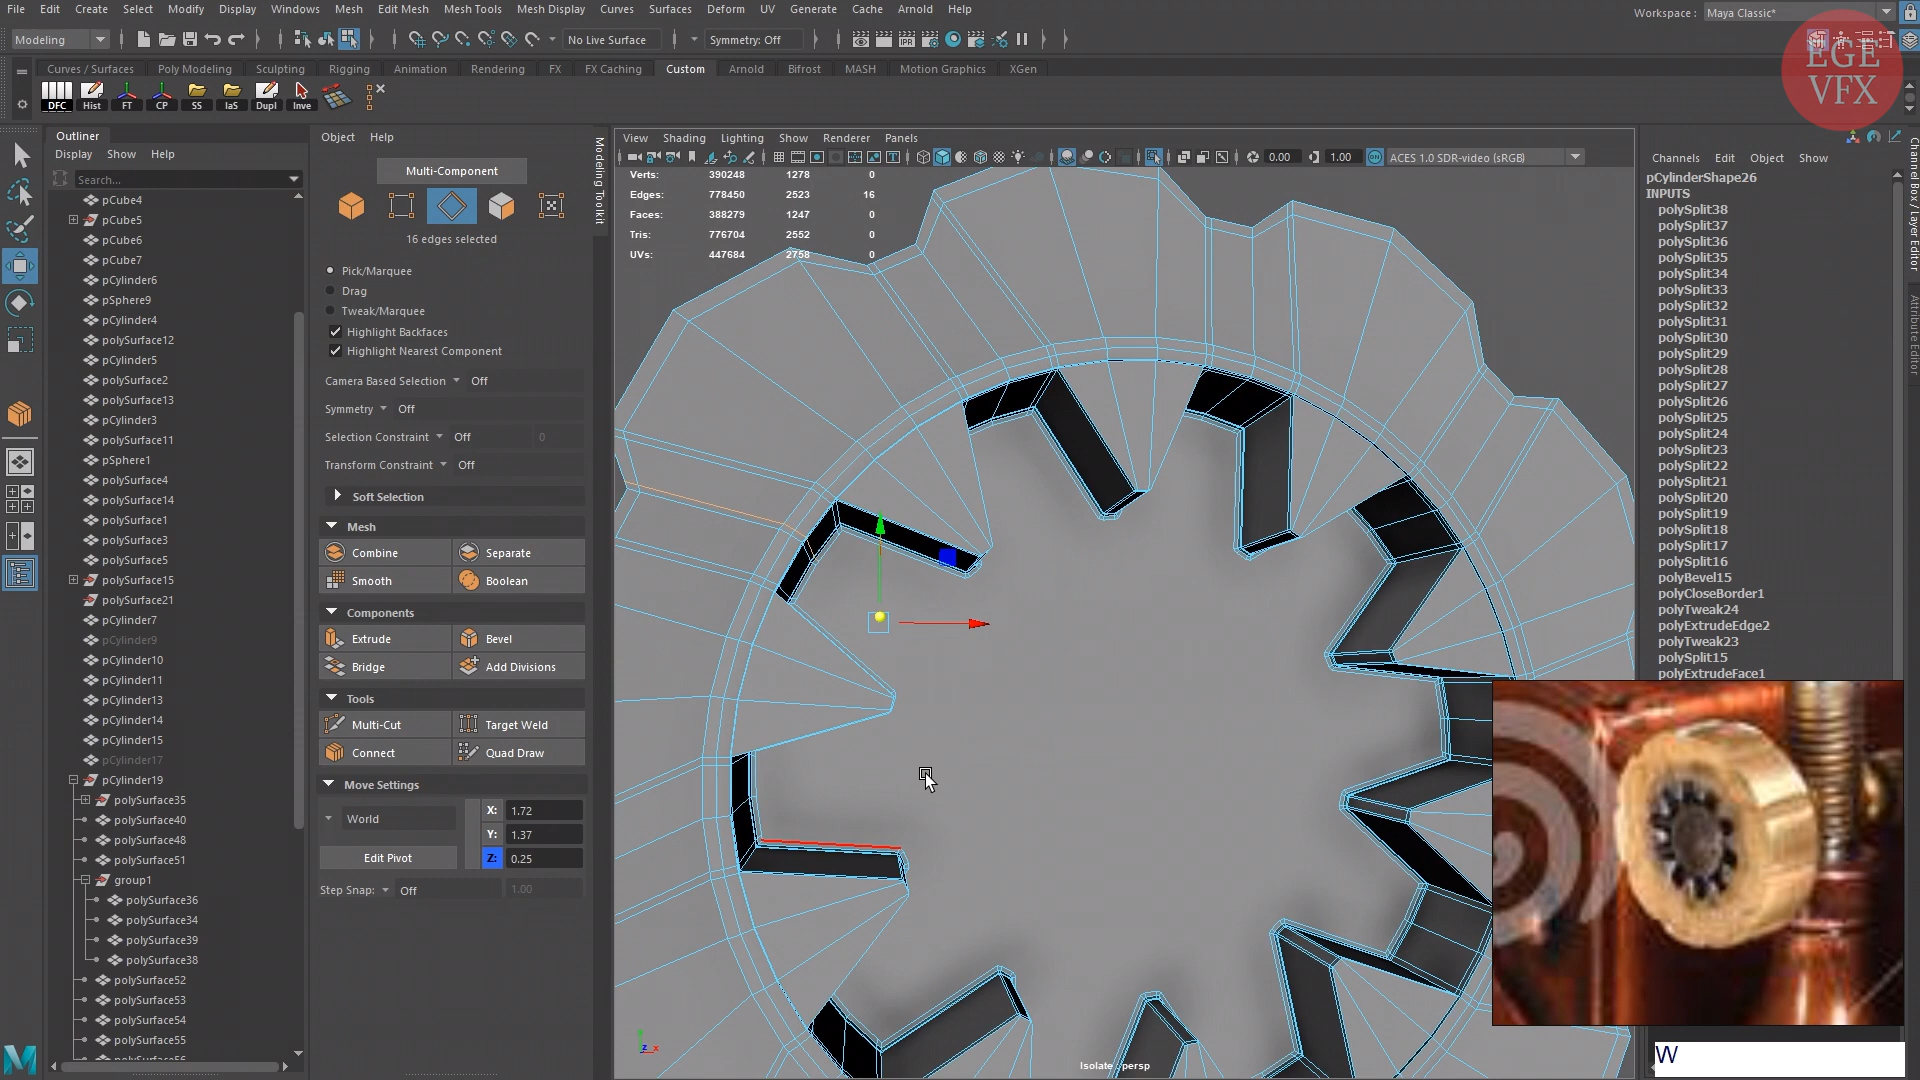 File Edit Create Select Modify Display Windows Mesh Edit Mesh Mesh Tools Mesh Display Curves Surfaces Deform UV Generate Cache Arnold Help
Workspace : Maya Classic*
Modeling
No Live Surface
Symmetry: Off
EGE
VFX
Curves / Surfaces Poly Modeling Sculpting Rigging Animation Rendering FX FX Caching Custom Arnold Bifrost MASH Motion Graphics XGen
DFC Hist FT CP SS IaS Dupl Inve
Outliner
Display Show Help
Search...
pCube4
pCube5
pCube6
pCube7
pCylinder6
pSphere9
pCylinder4
polySurface12
pCylinder5
polySurface2
polySurface13
pCylinder3
polySurface11
pSphere1
polySurface4
polySurface14
polySurface1
polySurface3
polySurface5
polySurface15
polySurface21
pCylinder7
pCylinder9
pCylinder10
pCylinder11
pCylinder13
pCylinder14
pCylinder15
pCylinder17
pCylinder19
polySurface35
polySurface40
polySurface48
polySurface51
group1
polySurface36
polySurface34
polySurface39
polySurface38
polySurface52
polySurface53
polySurface54
polySurface55
polySurface56
Object Help
Multi-Component
16 edges selected
Pick/Marquee
Drag
Tweak/Marquee
Highlight Backfaces
Highlight Nearest Component
Camera Based Selection Off
Symmetry Off
Selection Constraint Off 0
Transform Constraint Off
Soft Selection
Mesh
Combine Separate
Smooth Boolean
Components
Extrude Bevel
Bridge Add Divisions
Tools
Multi-Cut Target Weld
Connect Quad Draw
Move Settings
World
X: 1.72
Y: 1.37
Edit Pivot
Z: 0.25
Step Snap: Off 1.00
Modeling Toolkit
View Shading Lighting Show Renderer Panels
0.00 1.00 ON ACES 1.0 SDR-video (sRGB)
Verts: 390248 1278 0
Edges: 778450 2523 16
Faces: 388279 1247 0
Tris: 776704 2552 0
UVs: 447684 2758 0
Isolate : persp
Channels Edit Object Show
pCylinderShape26
INPUTS
polySplit38
polySplit37
polySplit36
polySplit35
polySplit34
polySplit33
polySplit32
polySplit31
polySplit30
polySplit29
polySplit28
polySplit27
polySplit26
polySplit25
polySplit24
polySplit23
polySplit22
polySplit21
polySplit20
polySplit19
polySplit18
polySplit17
polySplit16
polyBevel15
polyCloseBorder1
polyTweak24
polyExtrudeEdge2
polyTweak23
polySplit15
polyExtrudeFace1
Channel Box / Layer Editor
Attribute Editor
W